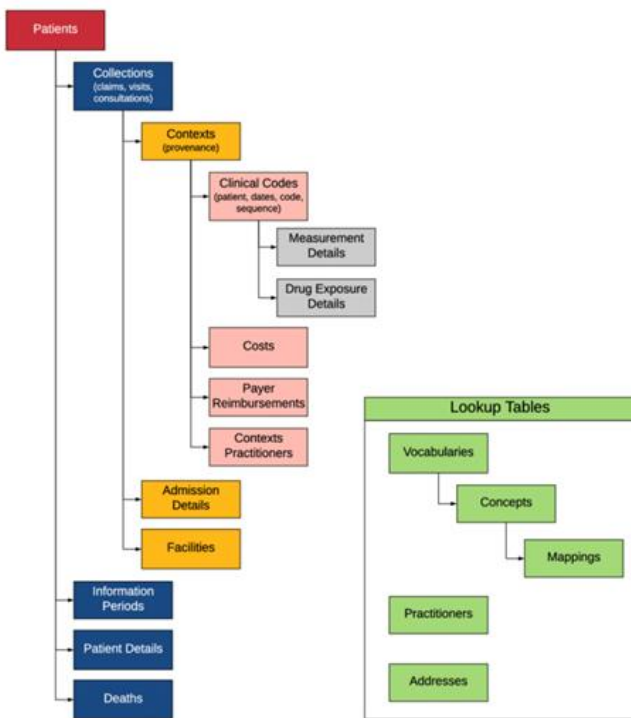 Patients
Collections
(claims, visits,
consultations)
Contexts
(provenance)
Clinical Codes
(patient, dates, code,
sequence)
Measurement
Details
Drug Exposure
Details
Costs
Payer
Reimbursements
Contexts
Practitioners
Admission
Details
Facilities
Information
Periods
Patient Details
Deaths
Lookup Tables
Vocabularies
Concepts
Mappings
Practitioners
Addresses